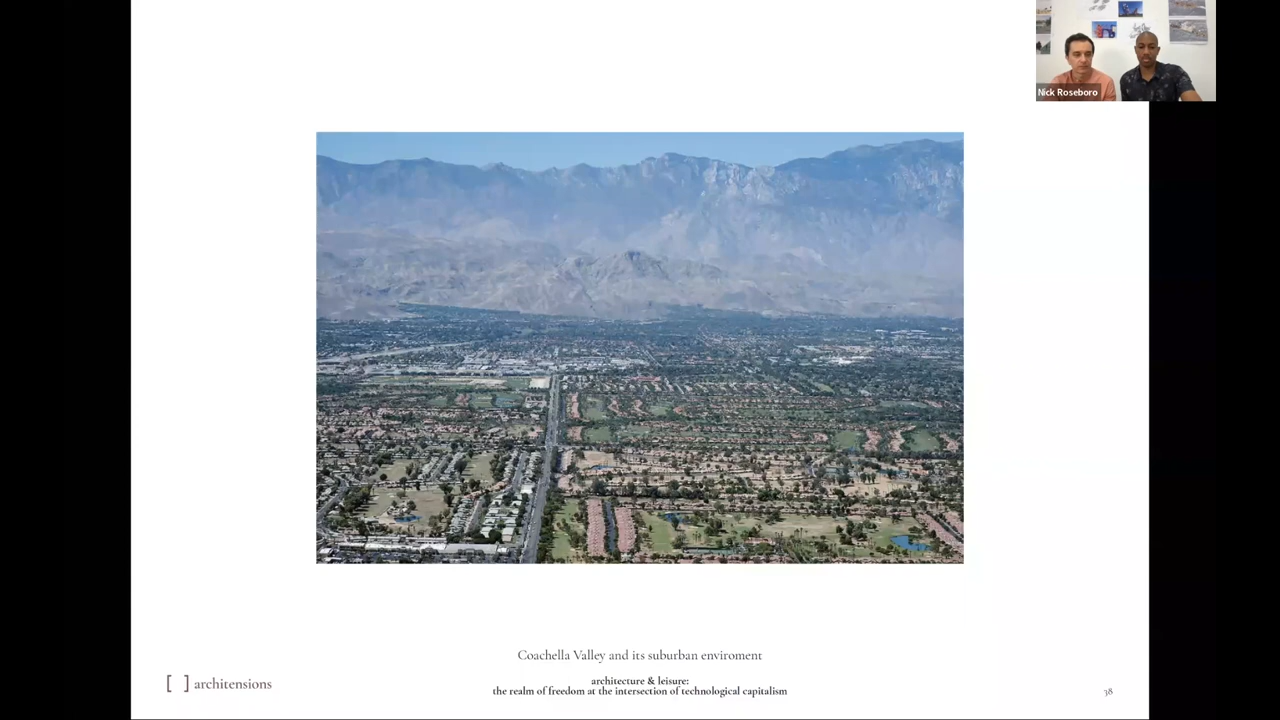 Nick Roseboro
Coachella Valley and its suburban enviroment
[ ] architensions
architecture & leisure:
the realm of freedom at the intersection of technological capitalism
38